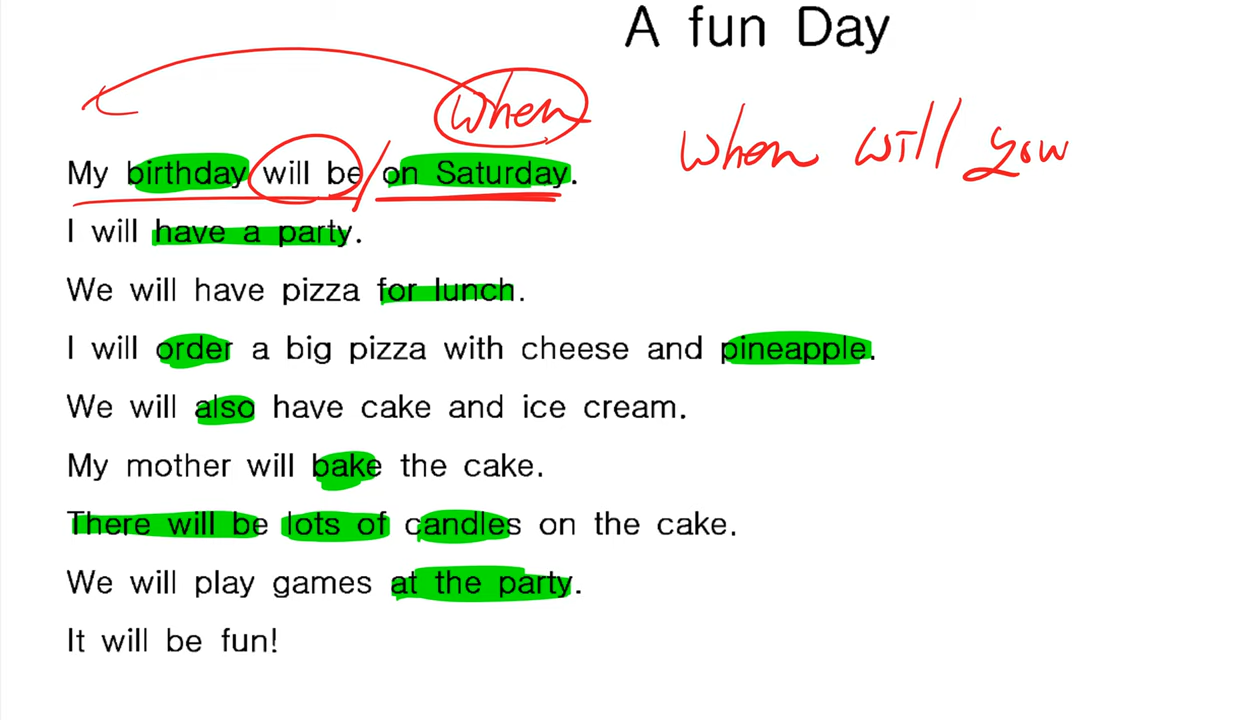 A fun Day
when
when will you
My birthday will be / on Saturday.
I will have a party.
We will have pizza for lunch.
I will order a big pizza with cheese and pineapple.
We will also have cake and ice cream.
My mother will bake the cake.
There will be lots of candles on the cake.
We will play games at the party.
It will be fun!